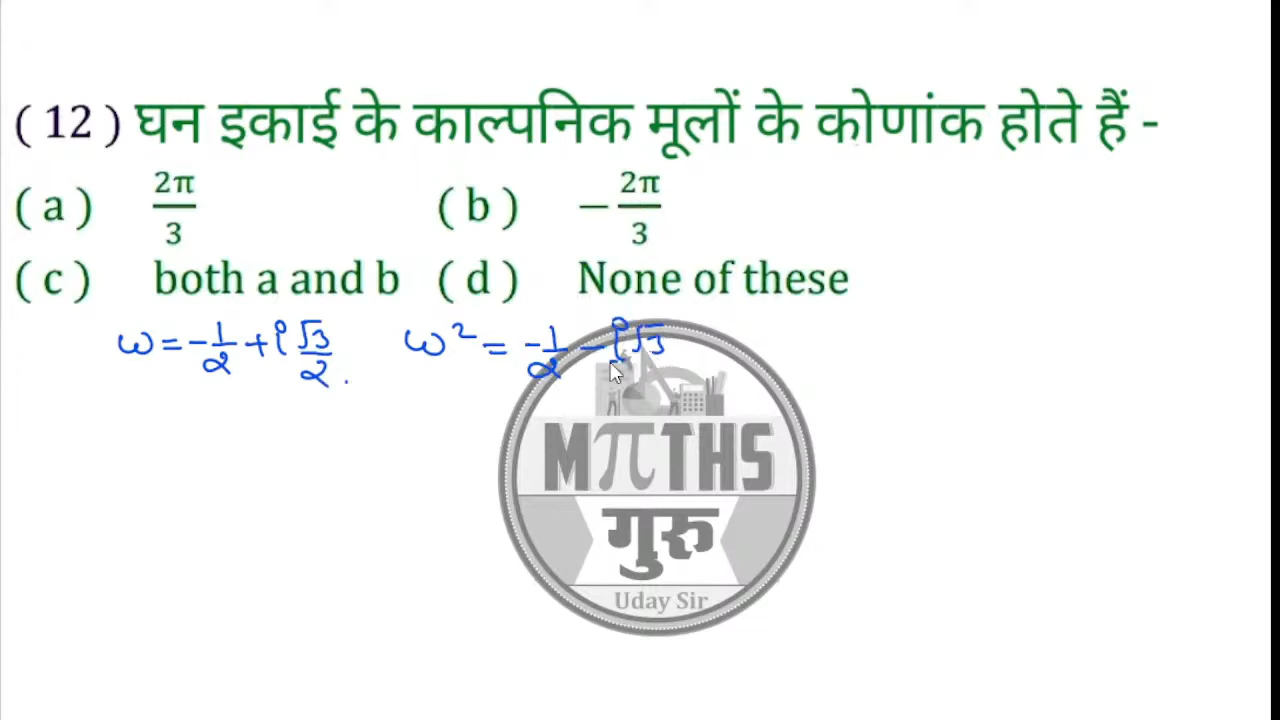 ( 12 ) घन इकाई के काल्पनिक मूलों के कोणांक होते हैं -
( a ) 2π/3 ( b ) −2π/3
( c ) both a and b ( d ) None of these
ω = -1/2 + i√3/2 . ω² = -1/2 - i√3
MπTHS
गुरु
Uday Sir